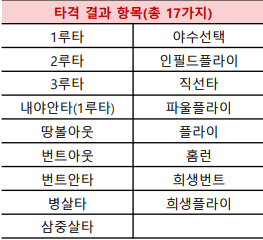 타격 결과 항목(총 17가지)
1루타 야수선택
2루타 인필드플라이
3루타 직선타
내야안타(1루타) 파울플라이
땅볼아웃 플라이
번트아웃 홈런
번트안타 희생번트
병살타 희생플라이
삼중살타